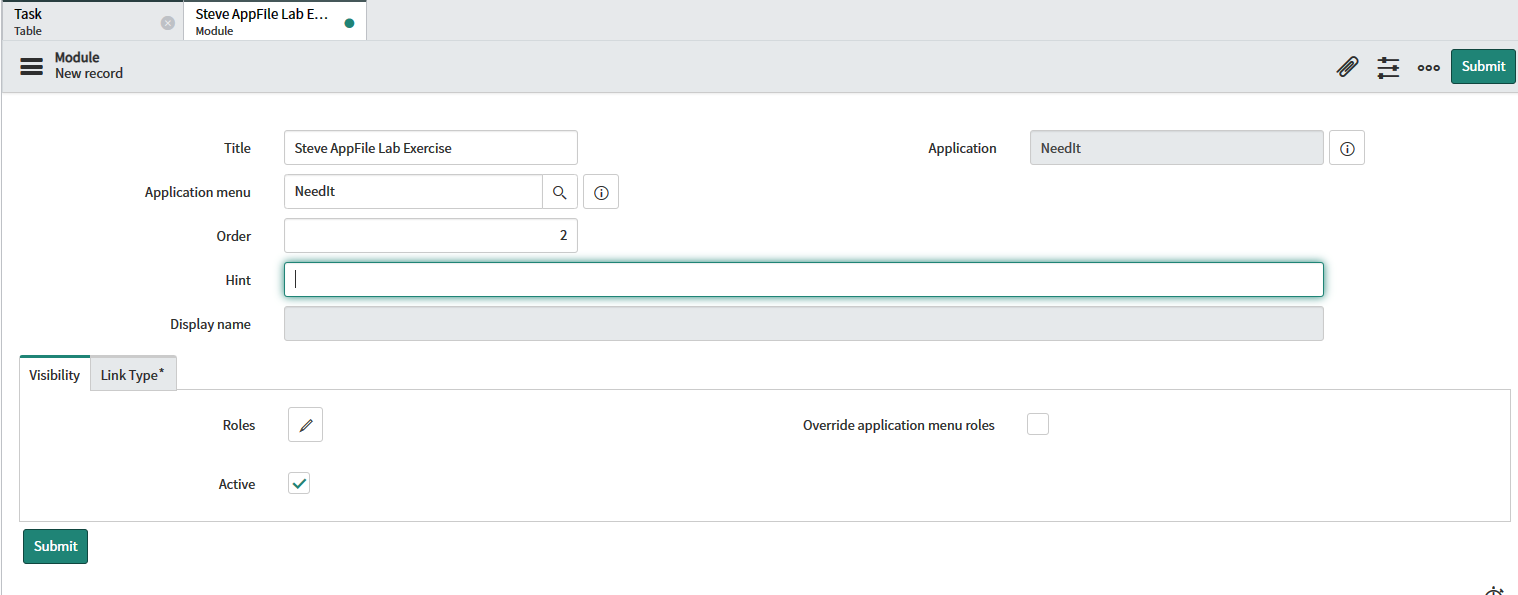 Task
Table
Steve AppFile Lab E...
Module
Module
New record
Submit
Title
Steve AppFile Lab Exercise
Application
NeedIt
Application menu
NeedIt
Order
2
Hint
Display name
Visibility
Link Type*
Roles
Override application menu roles
Active
Submit